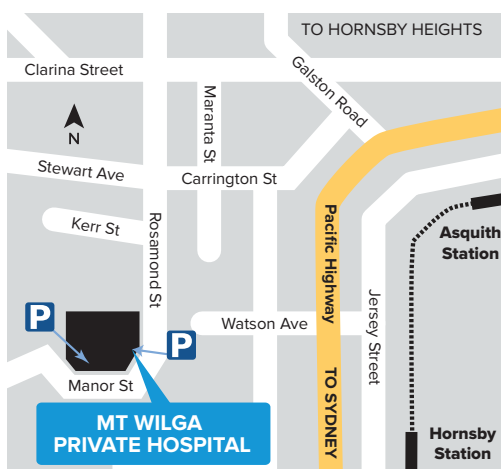 TO HORNSBY HEIGHTS
Clarina Street
Galston Road
Maranta St
N
Stewart Ave
Carrington St
Kerr St
Rosamond St
Pacific Highway
Asquith
Station
P
P
Watson Ave
Jersey Street
Manor St
TO SYDNEY
MT WILGA
PRIVATE HOSPITAL
Hornsby
Station